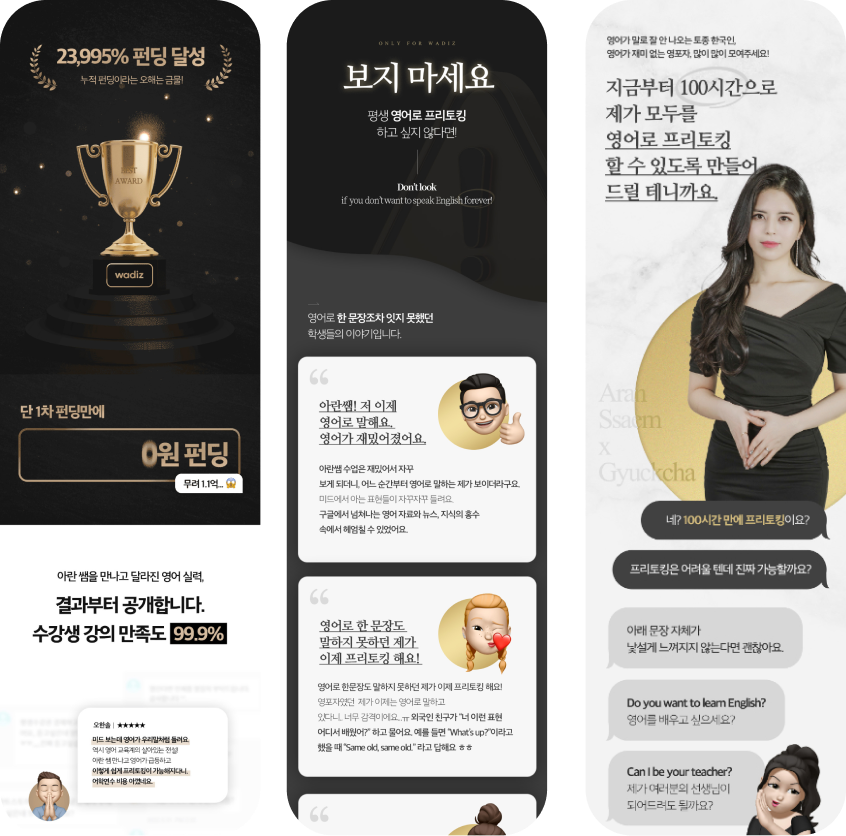 23,995% 펀딩 달성
누적 펀딩이라는 오해는 금물!
BEST
AWARD
wadiz
단 1차 펀딩만에
0원 펀딩
무려 1.1억...
아란 쌤을 만나고 달라진 영어 실력,
결과부터 공개합니다.
수강생 강의 만족도 99.9%
오한솔 | ★★★★★
미드 보는데 영어가 우리말처럼 들려요.
역시 영어 교육계의 살아있는 전설!
아란 쌤 만나고 영어가 급등하고
이렇게 쉽게 프리토킹이 가능해지다니,
어학연수 비용 아꼈네요.
ONLY FOR WADIZ
보지 마세요
평생 영어로 프리토킹
하고 싶지 않다면!
Don't look
if you don't want to speak English forever!
영어로 한 문장조차 잇지 못했던
학생들의 이야기입니다.
아란쌤! 저 이제
영어로 말해요.
영어가 재밌어졌어요.
아란쌤 수업은 재밌어서 자꾸
보게 되더니, 어느 순간부터 영어로 말하는 제가 보이더라구요.
미드에서 아는 표현들이 자꾸자꾸 들려요.
구글에서 넘쳐나는 영어 자료와 뉴스, 지식의 홍수
속에서 헤엄칠 수 있었어요.
영어로 한 문장도
말하지 못하던 제가
이제 프리토킹 해요!
영어로 한문장도 말하지 못하던 제가 이제 프리토킹 해요!
영포자였던 제가 이제는 영어로 말하고
있다니, 너무 감격이에요..ㅠ 외국인 친구가 "너 이런 표현
어디서 배웠어?" 하고 물어요. 예를 들면 "What's up?"이라고
했을 때 "Same old, same old." 라고 답해요 ㅎㅎ
영어가 말로 잘 안 나오는 토종 한국인,
영어가 재미 없는 영포자, 많이 많이 모여주세요!
지금부터 100시간으로
제가 모두를
영어로 프리토킹
할 수 있도록 만들어
드릴 테니까요.
Aran
Ssaem
x
Gyuckcha
네? 100시간 만에 프리토킹이요?
프리토킹은 어려울 텐데 진짜 가능할까요?
아래 문장 자체가
낯설게 느껴지지 않는다면 괜찮아요.
Do you want to learn English?
영어를 배우고 싶으세요?
Can I be your teacher?
제가 여러분의 선생님이
되어드려도 될까요?